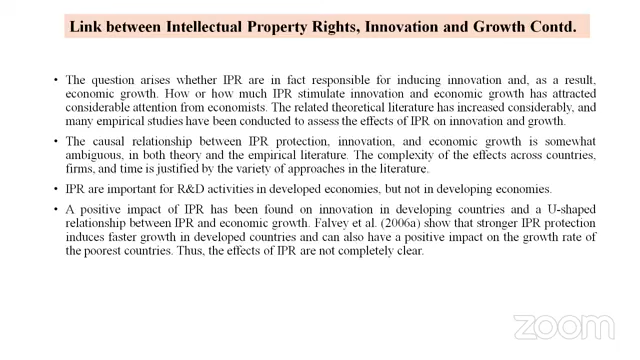 Link between Intellectual Property Rights, Innovation and Growth Contd.
• The question arises whether IPR are in fact responsible for inducing innovation and, as a result,
economic growth. How or how much IPR stimulate innovation and economic growth has attracted
considerable attention from economists. The related theoretical literature has increased considerably, and
many empirical studies have been conducted to assess the effects of IPR on innovation and growth.
• The causal relationship between IPR protection, innovation, and economic growth is somewhat
ambiguous, in both theory and the empirical literature. The complexity of the effects across countries,
firms, and time is justified by the variety of approaches in the literature.
• IPR are important for R&D activities in developed economies, but not in developing economies.
• A positive impact of IPR has been found on innovation in developing countries and a U-shaped
relationship between IPR and economic growth. Falvey et al. (2006a) show that stronger IPR protection
induces faster growth in developed countries and can also have a positive impact on the growth rate of
the poorest countries. Thus, the effects of IPR are not completely clear.
zoom